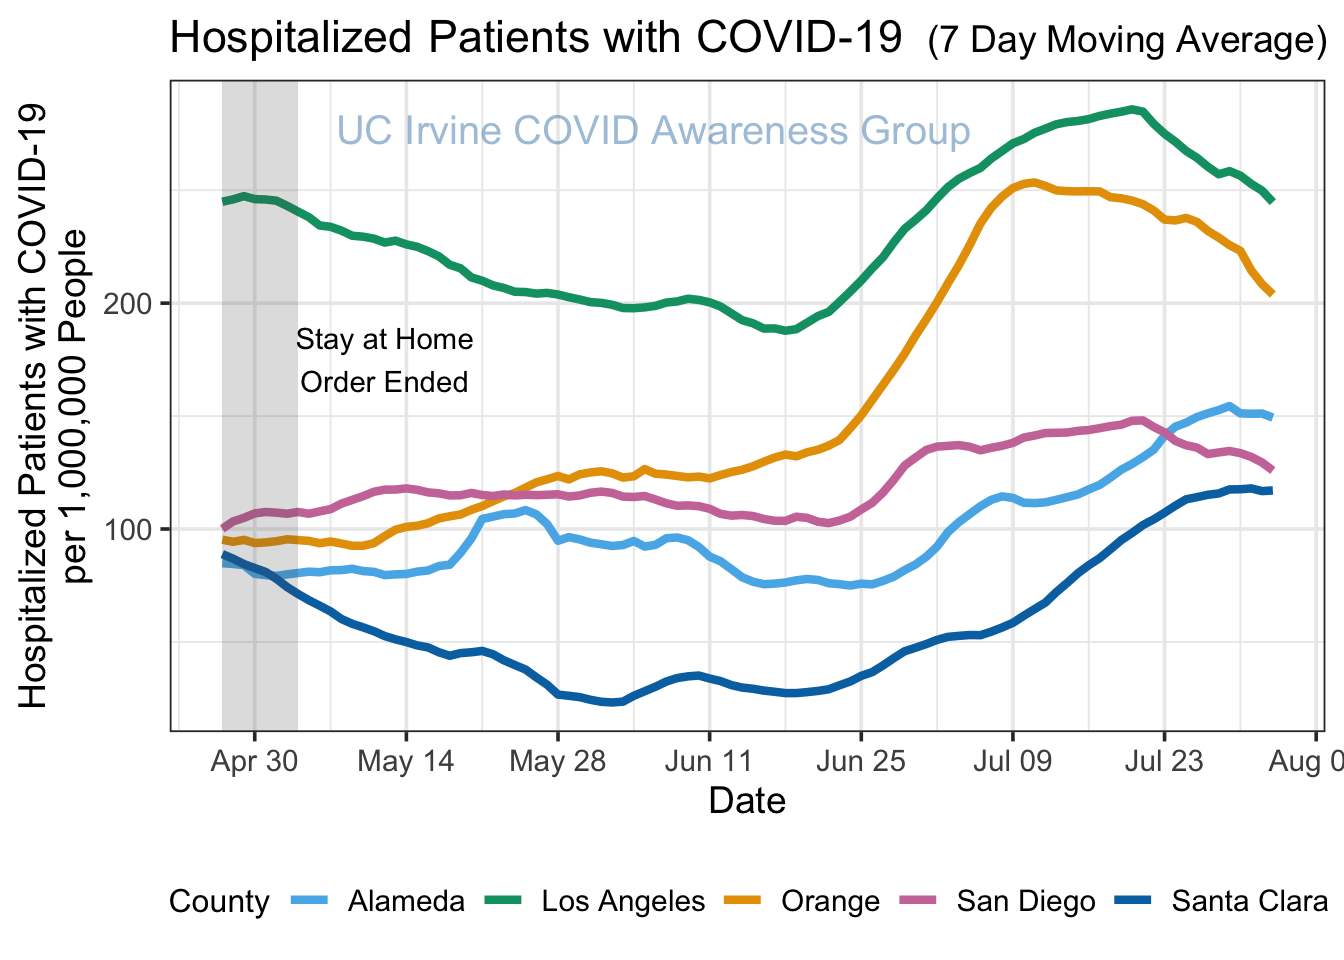 Hospitalized Patients with COVID-19 (7 Day Moving Average)
UC Irvine COVID Awareness Group
Hospitalized Patients with COVID-19
per 1,000,000 People
200
100
Stay at Home
Order Ended
Apr 30 May 14 May 28 Jun 11 Jun 25 Jul 09 Jul 23 Aug 0
Date
County Alameda Los Angeles Orange San Diego Santa Clara